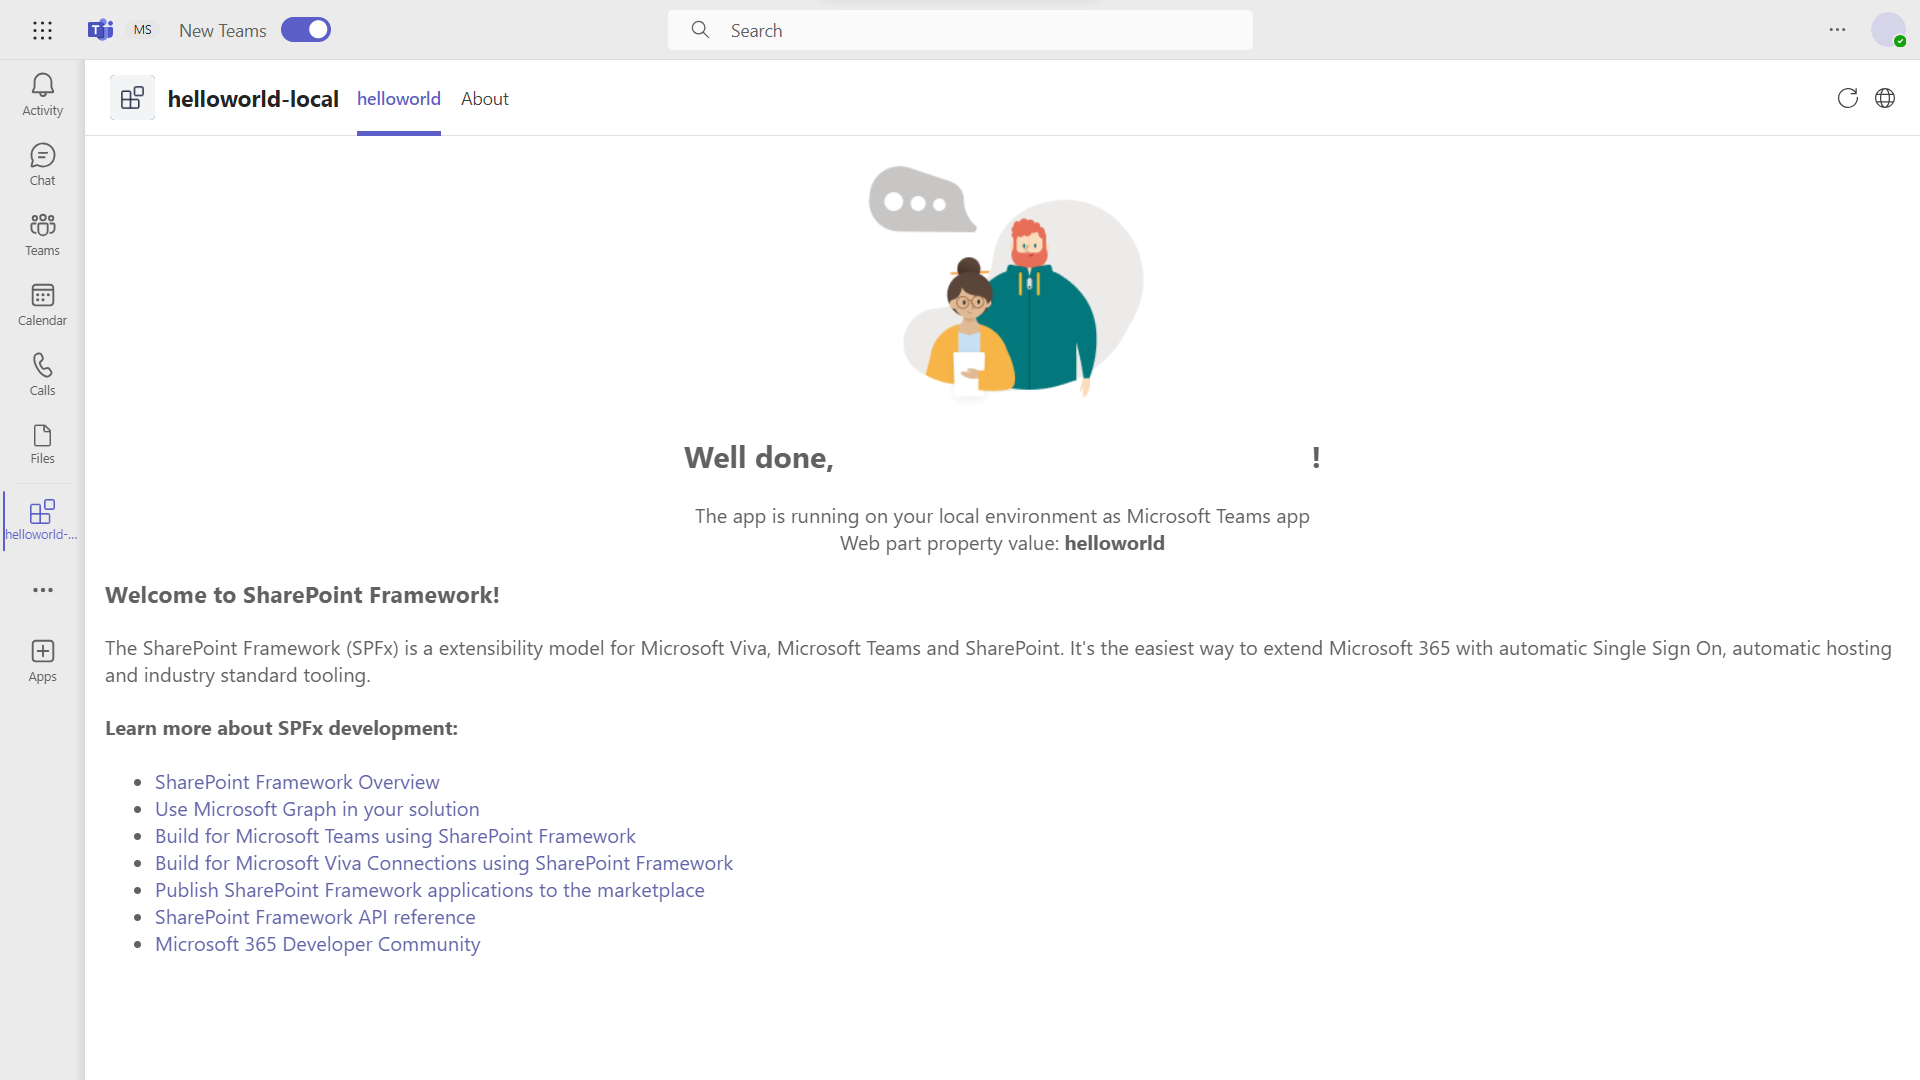 MS New Teams
Search
Activity
Chat
Teams
Calendar
Calls
Files
helloworld-...
Apps
helloworld-local helloworld About
Well done, !
The app is running on your local environment as Microsoft Teams app
Web part property value: helloworld
Welcome to SharePoint Framework!
The SharePoint Framework (SPFx) is a extensibility model for Microsoft Viva, Microsoft Teams and SharePoint. It's the easiest way to extend Microsoft 365 with automatic Single Sign On, automatic hosting
and industry standard tooling.
Learn more about SPFx development:
SharePoint Framework Overview
Use Microsoft Graph in your solution
Build for Microsoft Teams using SharePoint Framework
Build for Microsoft Viva Connections using SharePoint Framework
Publish SharePoint Framework applications to the marketplace
SharePoint Framework API reference
Microsoft 365 Developer Community